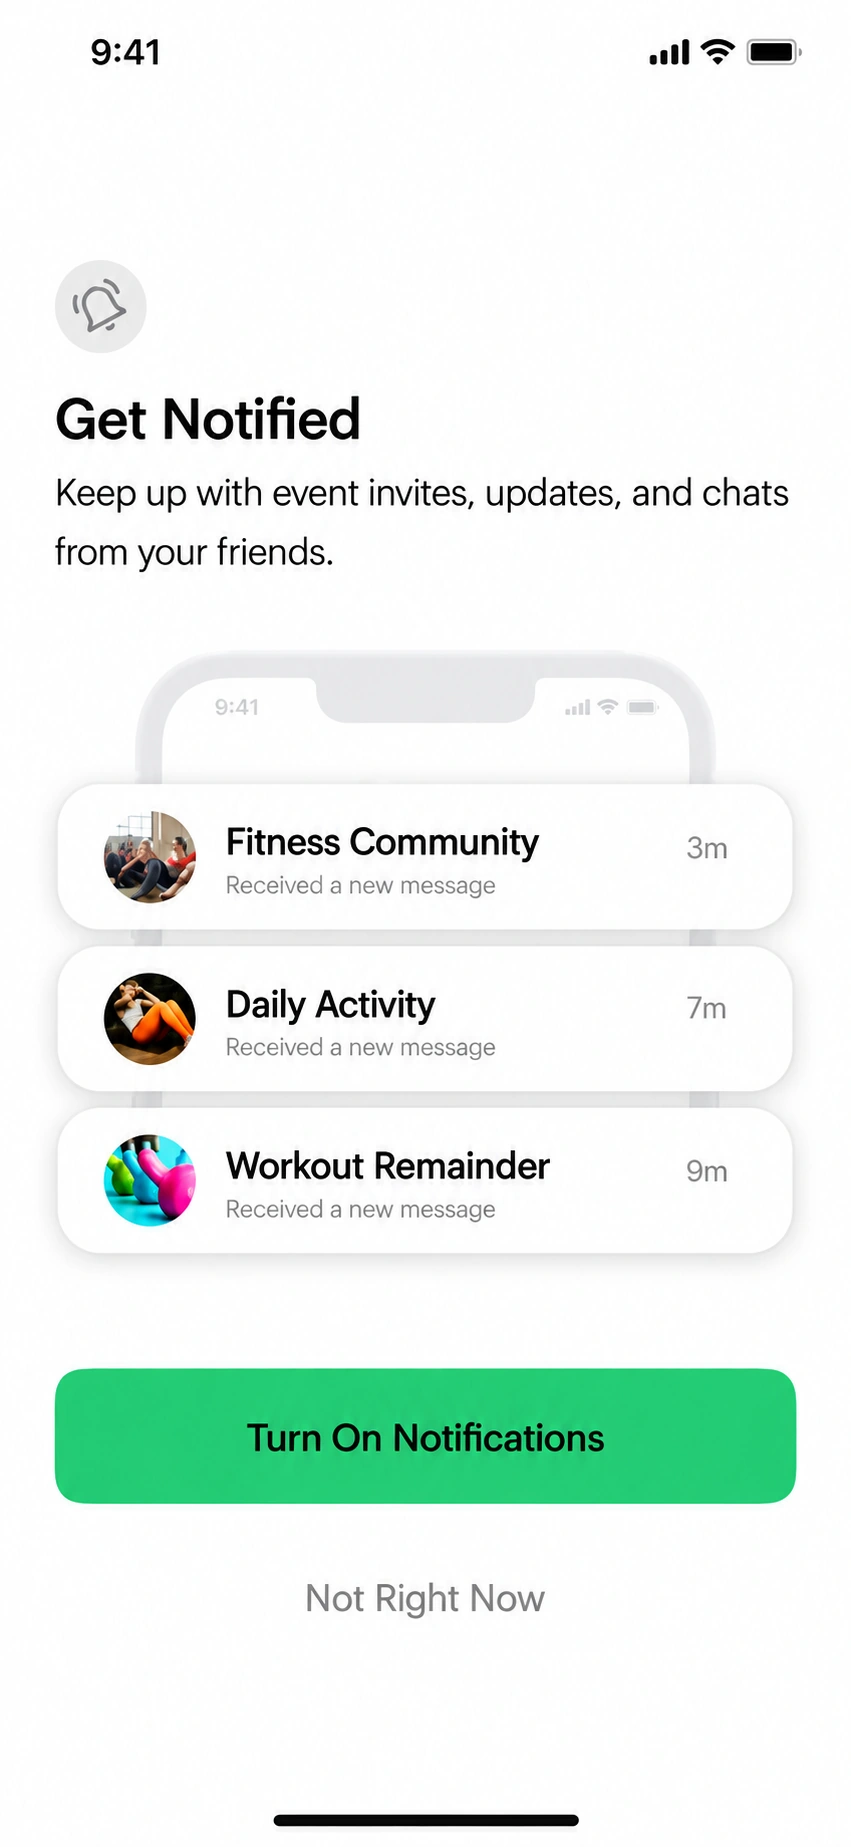 9:41
Get Notified
Keep up with event invites, updates, and chats
from your friends.
9:41
Fitness Community
3m
Received a new message
Daily Activity
7m
Received a new message
Workout Remainder
9m
Received a new message
Turn On Notifications
Not Right Now